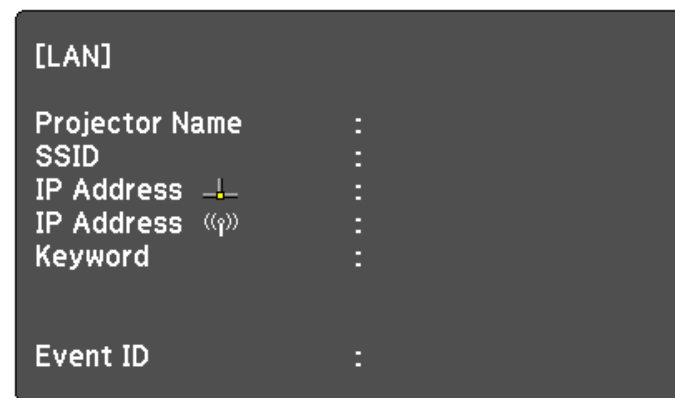 [LAN]
Projector Name :
SSID :
IP Address :
IP Address :
Keyword :
Event ID :